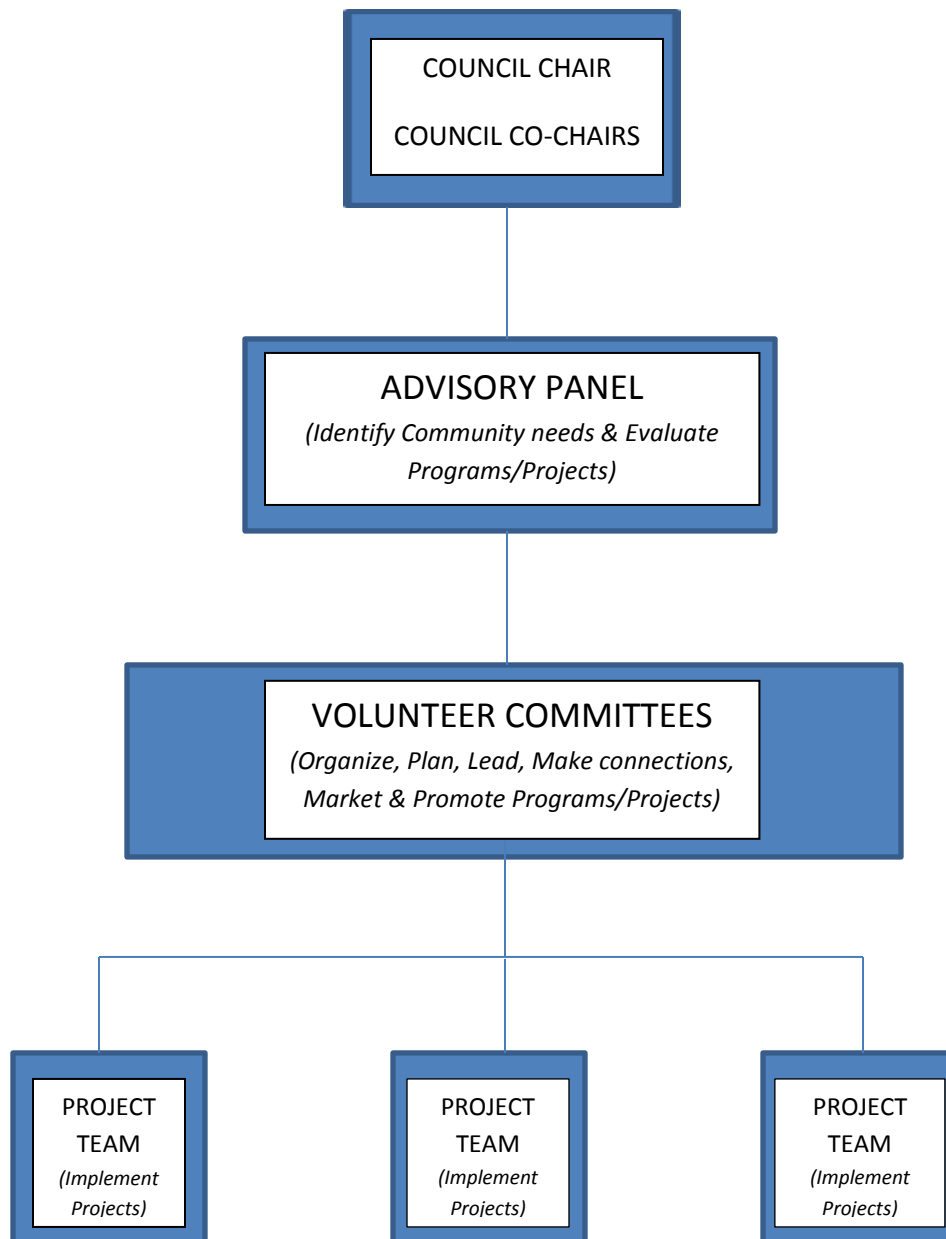 COUNCIL CHAIR
COUNCIL CO-CHAIRS
ADVISORY PANEL
(Identify Community needs & Evaluate
Programs/Projects)
VOLUNTEER COMMITTEES
(Organize, Plan, Lead, Make connections,
Market & Promote Programs/Projects)
PROJECT
TEAM
(Implement
Projects)
PROJECT
TEAM
(Implement
Projects)
PROJECT
TEAM
(Implement
Projects)